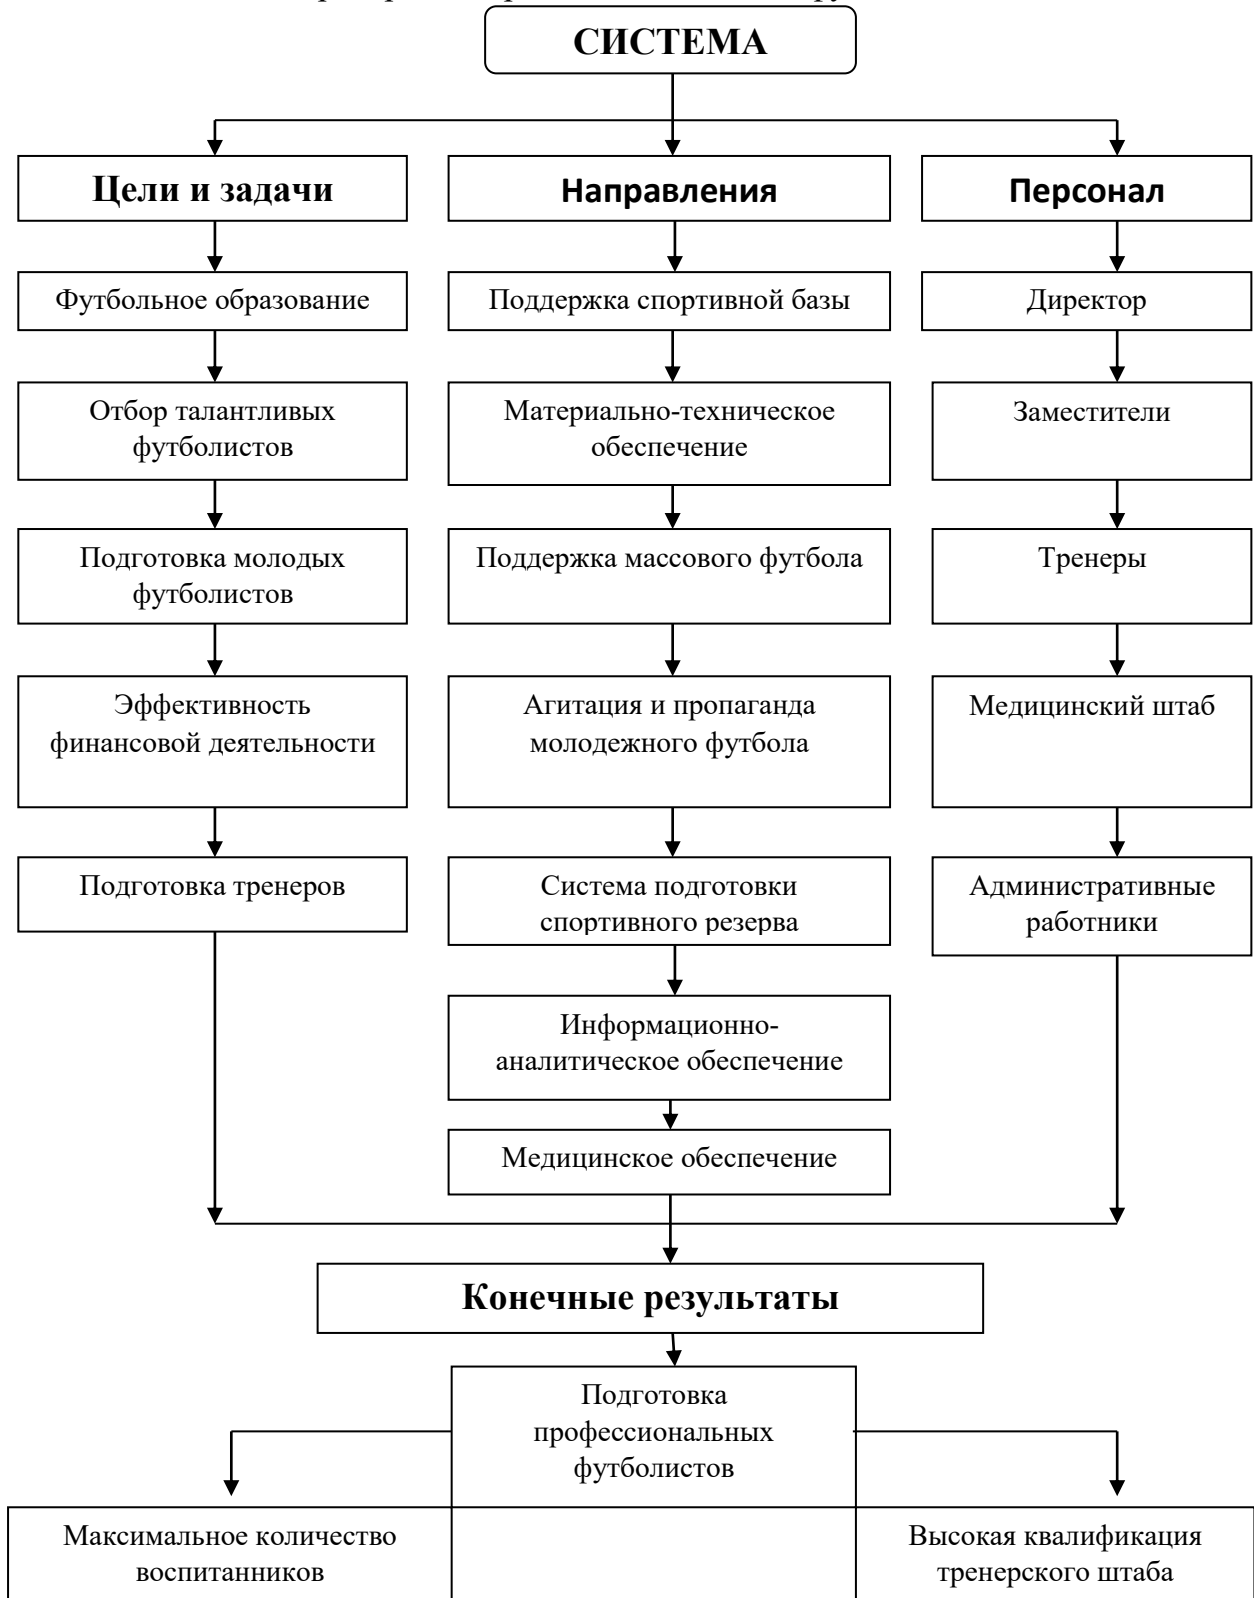 СИСТЕМА
Цели и задачи
Направления
Персонал
Футбольное образование
Поддержка спортивной базы
Директор
Отбор талантливых
футболистов
Материально-техническое
обеспечение
Заместители
Подготовка молодых
футболистов
Поддержка массового футбола
Тренеры
Эффективность
финансовой деятельности
Агитация и пропаганда
молодежного футбола
Медицинский штаб
Подготовка тренеров
Система подготовки
спортивного резерва
Административные
работники
Информационно-
аналитическое обеспечение
Медицинское обеспечение
Конечные результаты
Подготовка
профессиональных
футболистов
Максимальное количество
воспитанников
Высокая квалификация
тренерского штаба